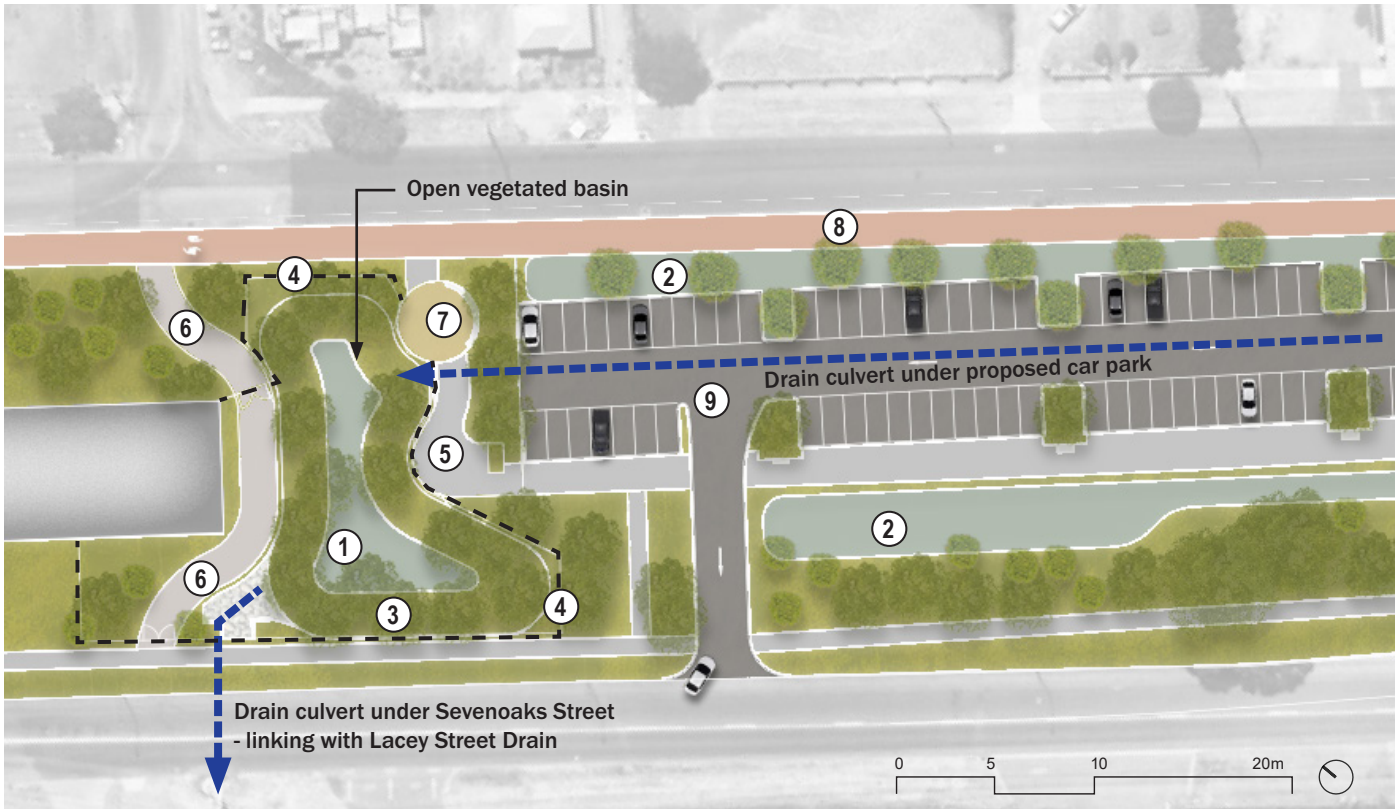 Open vegetated basin
8
4
2
6
7
Drain culvert under proposed car park
9
5
2
1
6
3
4
Drain culvert under Sevenoaks Street
- linking with Lacey Street Drain
0 5 10 20m